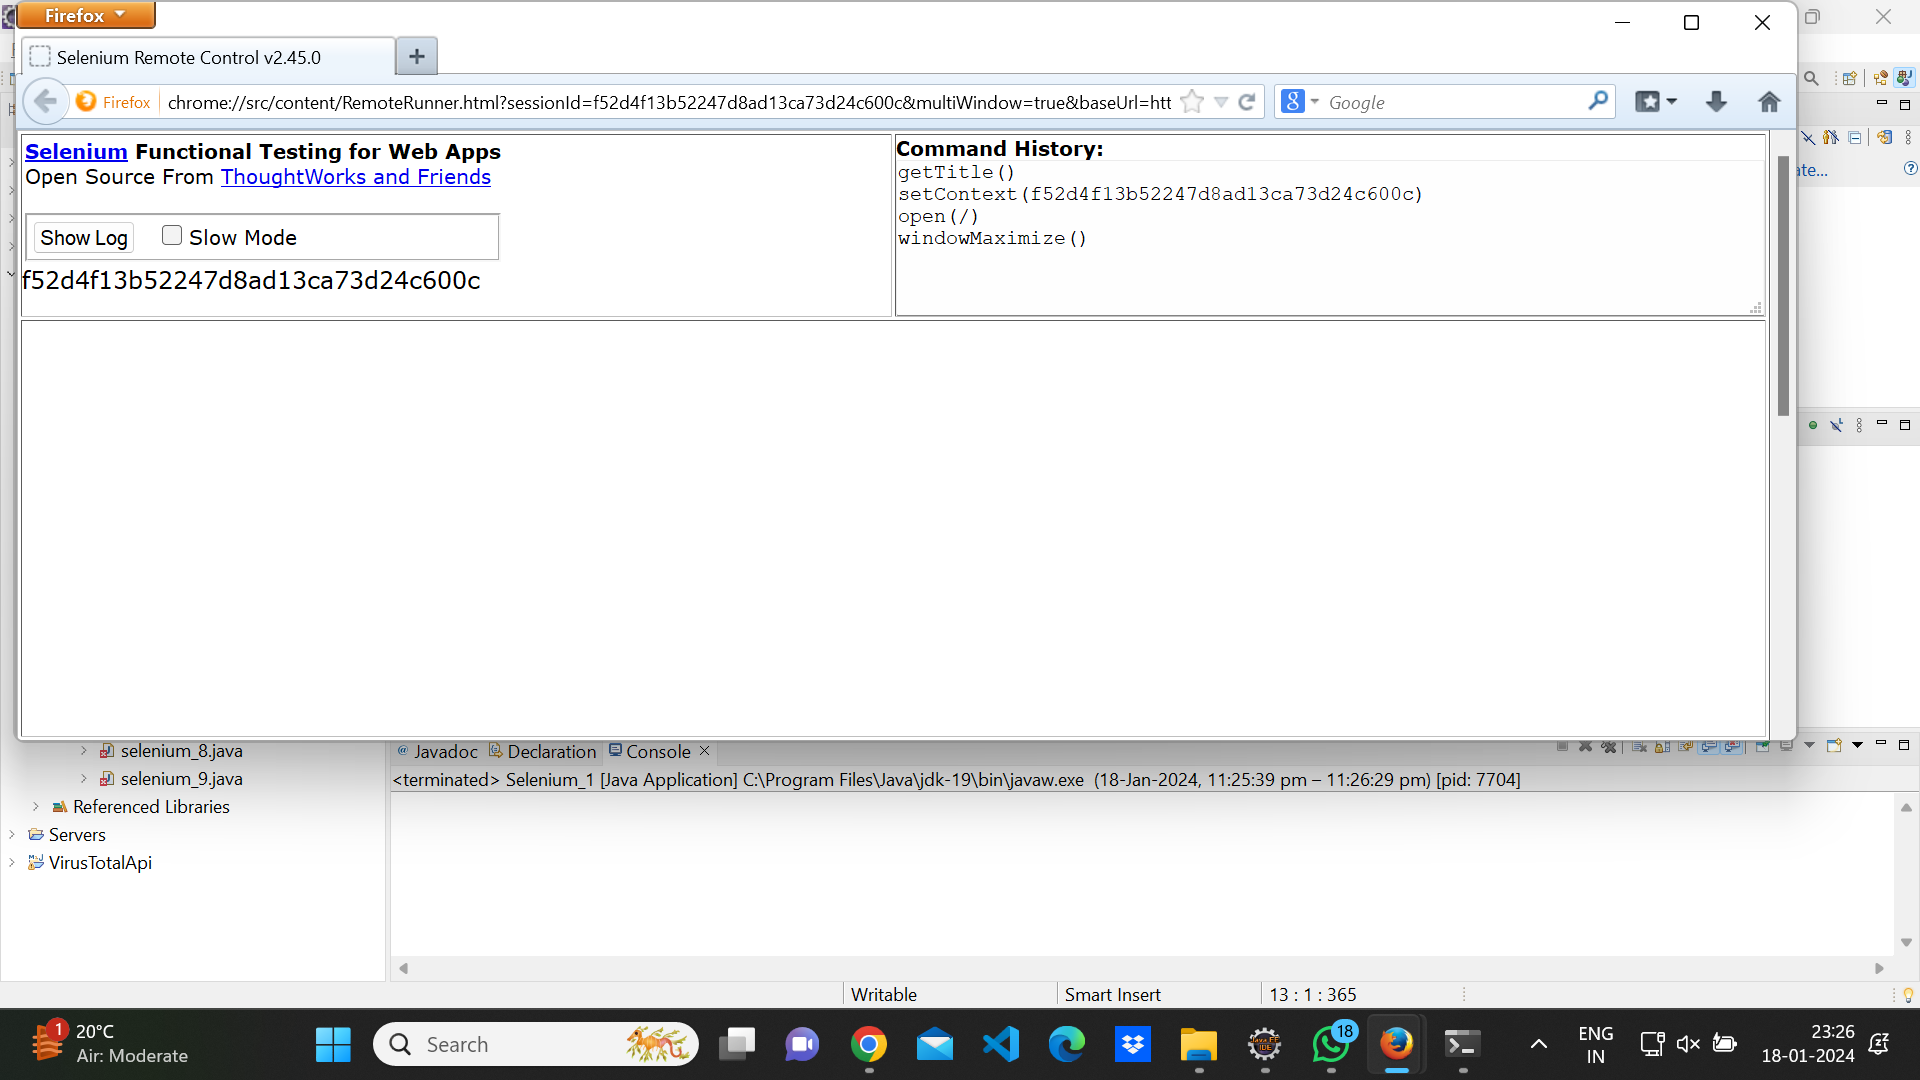 Firefox
Selenium Remote Control v2.45.0
Firefox
chrome://src/content/RemoteRunner.html?sessionId=f52d4f13b52247d8ad13ca73d24c600c&multiWindow=true&baseUrl=htt
Google
Selenium Functional Testing for Web Apps
Open Source From ThoughtWorks and Friends
Show Log
Slow Mode
f52d4f13b52247d8ad13ca73d24c600c
Command History:
getTitle()
setContext(f52d4f13b52247d8ad13ca73d24c600c)
open(/)
windowMaximize()
ate...
selenium_8.java
selenium_9.java
Referenced Libraries
Servers
VirusTotalApi
Javadoc
Declaration
Console
<terminated> Selenium_1 [Java Application] C:\Program Files\Java\jdk-19\bin\javaw.exe (18-Jan-2024, 11:25:39 pm – 11:26:29 pm) [pid: 7704]
Writable
Smart Insert
13 : 1 : 365
1
20°C
Air: Moderate
Search
18
ENG
IN
23:26
18-01-2024